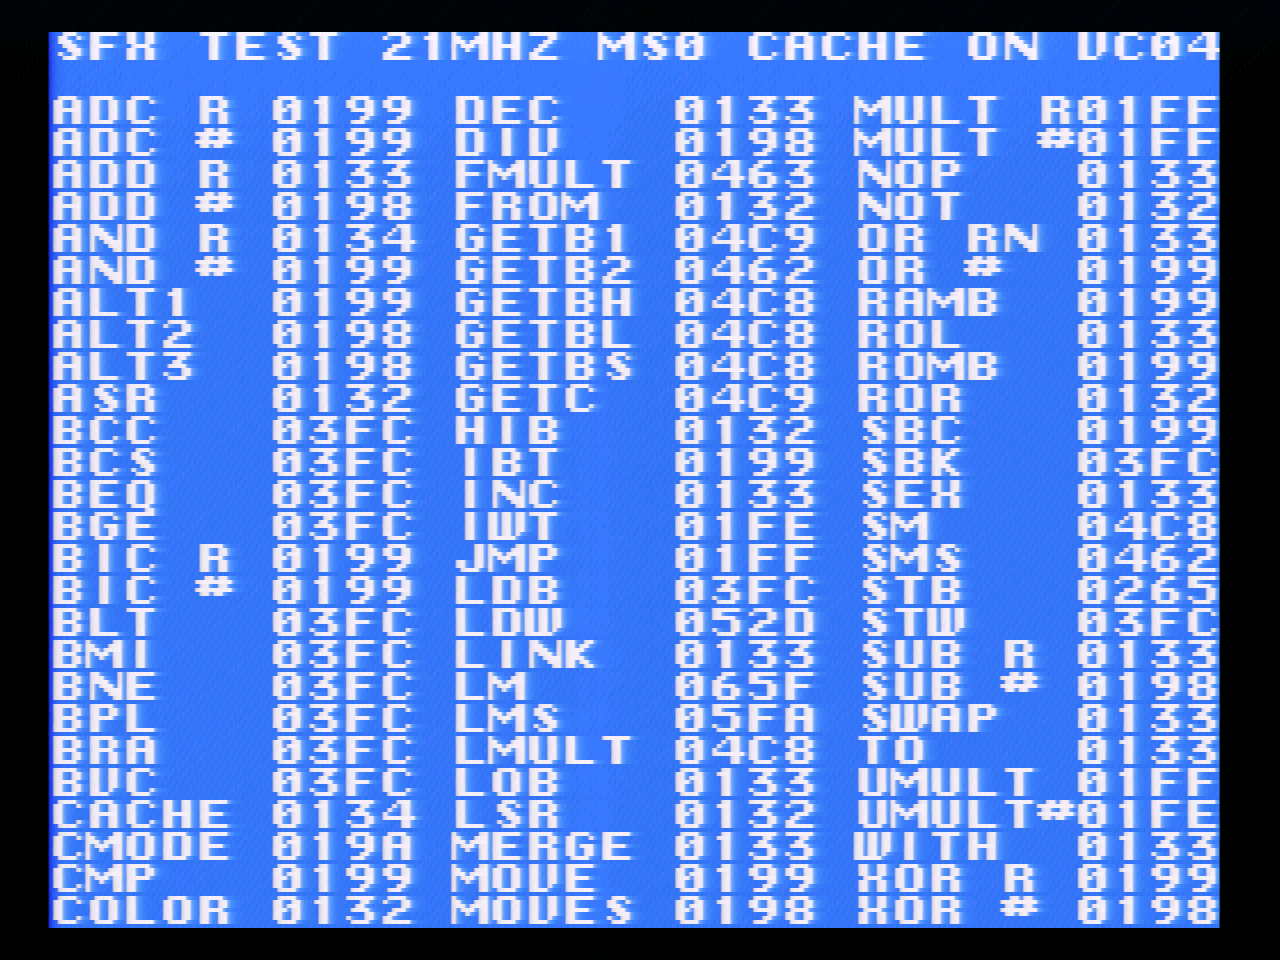 SFX TEST 21MHZ MS0 CACHE ON VC04
ADC R 0199 DEC 0133 MULT R01FF
ADC # 0199 DIV 0198 MULT #01FF
ADD R 0133 FMULT 0463 NOP 0133
ADD # 0198 FROM 0132 NOT 0132
AND R 0134 GETB1 04C9 OR RN 0133
AND # 0199 GETB2 0462 OR # 0199
ALT1 0199 GETBH 04C8 RAMB 0199
ALT2 0198 GETBL 04C8 ROL 0133
ALT3 0198 GETBS 04C8 ROMB 0199
ASR 0132 GETC 04C9 ROR 0132
BCC 03FC HIB 0132 SBC 0199
BCS 03FC IBT 0199 SBK 03FC
BEQ 03FC INC 0133 SEX 0133
BGE 03FC IWT 01FE SM 04C8
BIC R 0199 JMP 01FF SMS 0462
BIC # 0199 LDB 03FC STB 0265
BLT 03FC LDW 052D STW 03FC
BMI 03FC LINK 0133 SUB R 0133
BNE 03FC LM 065F SUB # 0198
BPL 03FC LMS 05FA SWAP 0133
BRA 03FC LMULT 04C8 TO 0133
BVC 03FC LOB 0133 UMULT 01FF
CACHE 0134 LSR 0132 UMULT#01FE
CMODE 019A MERGE 0133 WITH 0133
CMP 0199 MOVE 0199 XOR R 0199
COLOR 0132 MOVES 0198 XOR # 0198